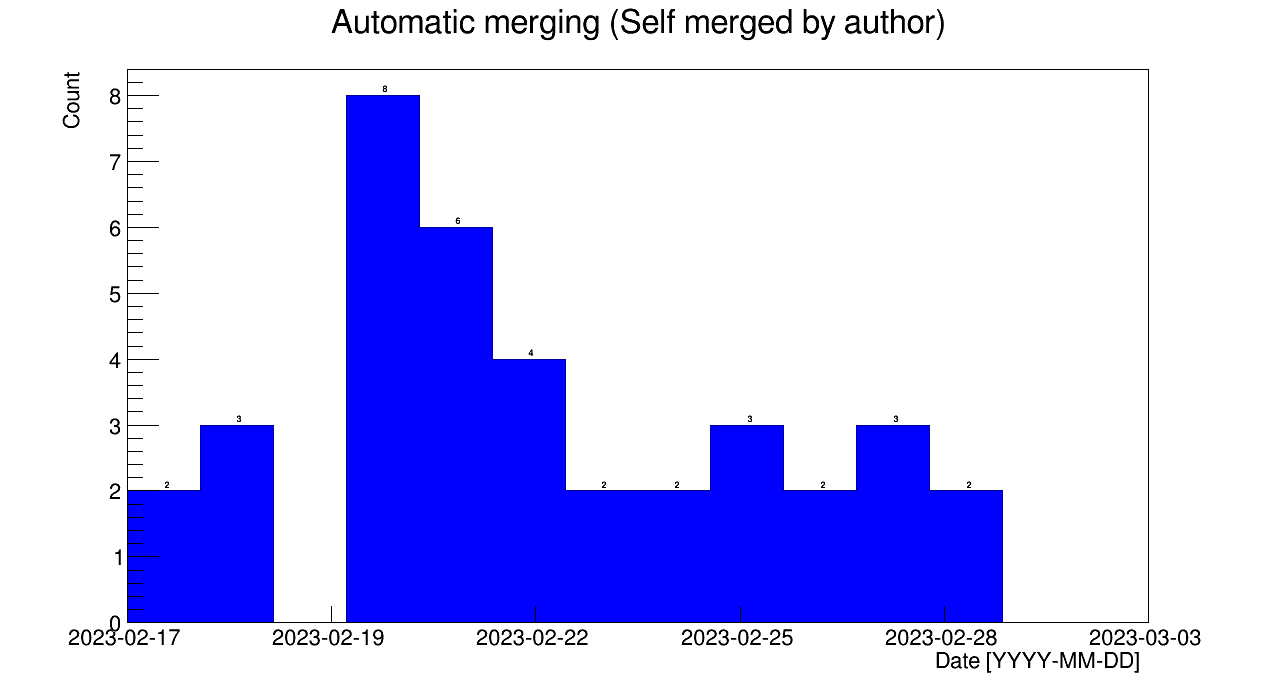 Automatic merging (Self merged by author)
Count
8
7
6
5
4
3
2
1
0
2 3 8 6 4 2 2 3 2 3 2
2023-02-17 2023-02-19 2023-02-22 2023-02-25 2023-02-28 2023-03-03
Date [YYYY-MM-DD]